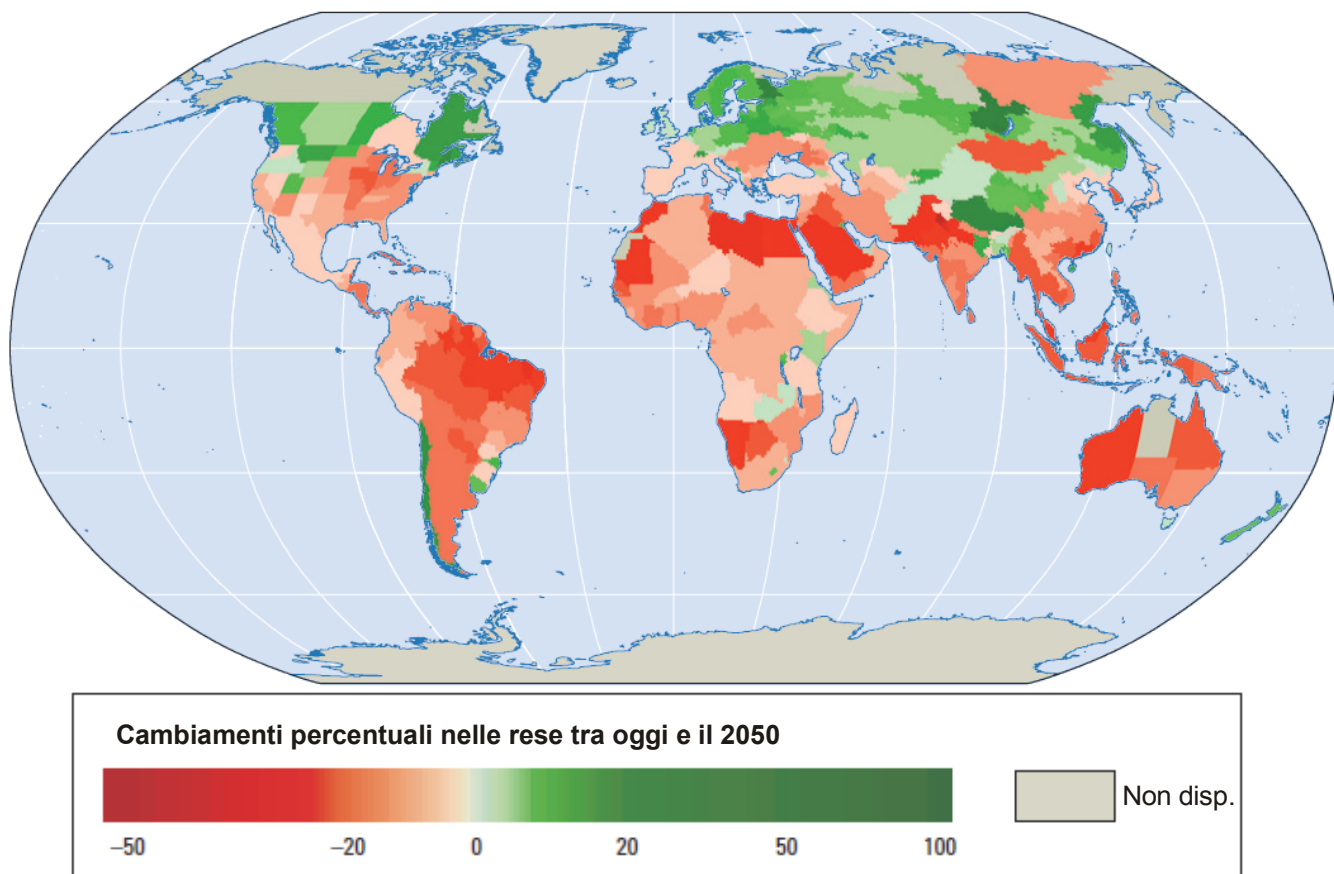 Cambiamenti percentuali nelle rese tra oggi e il 2050
Non disp.
–50 –20 0 20 50 100